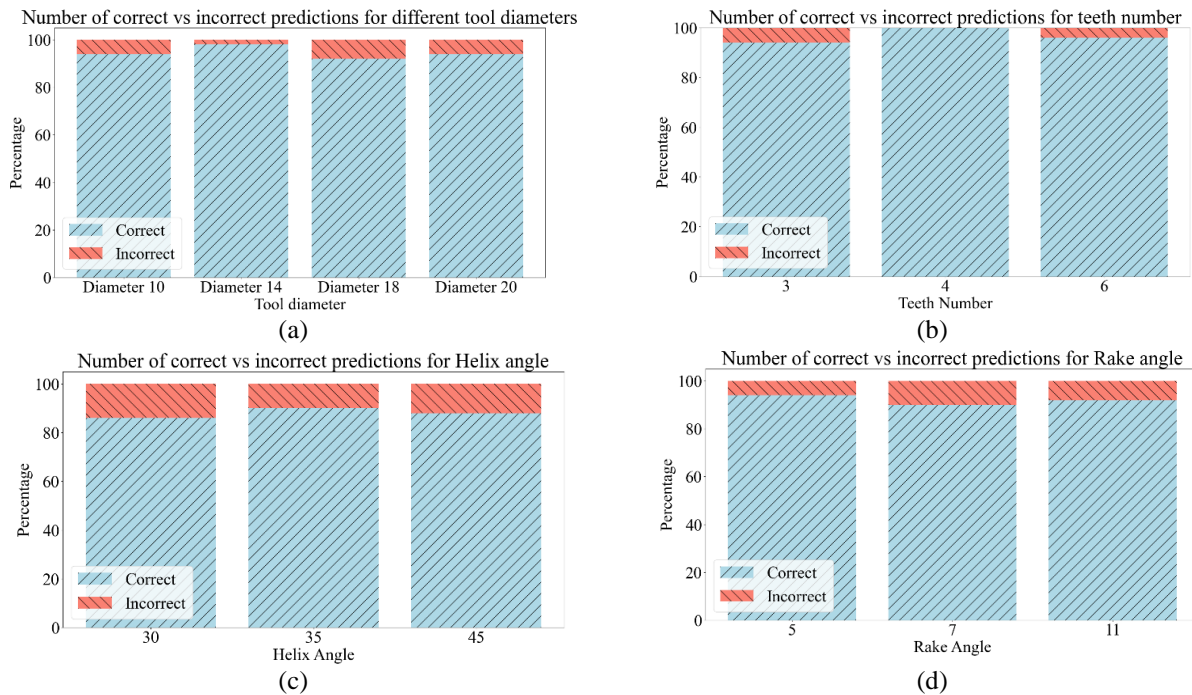 Number of correct vs incorrect predictions for different tool diameters
100
80
60
40
20
0
Percentage
Correct
Incorrect
Diameter 10 Diameter 14 Diameter 18 Diameter 20
Tool diameter
(a)
Number of correct vs incorrect predictions for teeth number
100
80
60
40
20
0
Percentage
Correct
Incorrect
3 4 6
Teeth Number
(b)
Number of correct vs incorrect predictions for Helix angle
100
80
60
40
20
0
Percentage
Correct
Incorrect
30 35 45
Helix Angle
(c)
Number of correct vs incorrect predictions for Rake angle
100
80
60
40
20
0
Percentage
Correct
Incorrect
5 7 11
Rake Angle
(d)